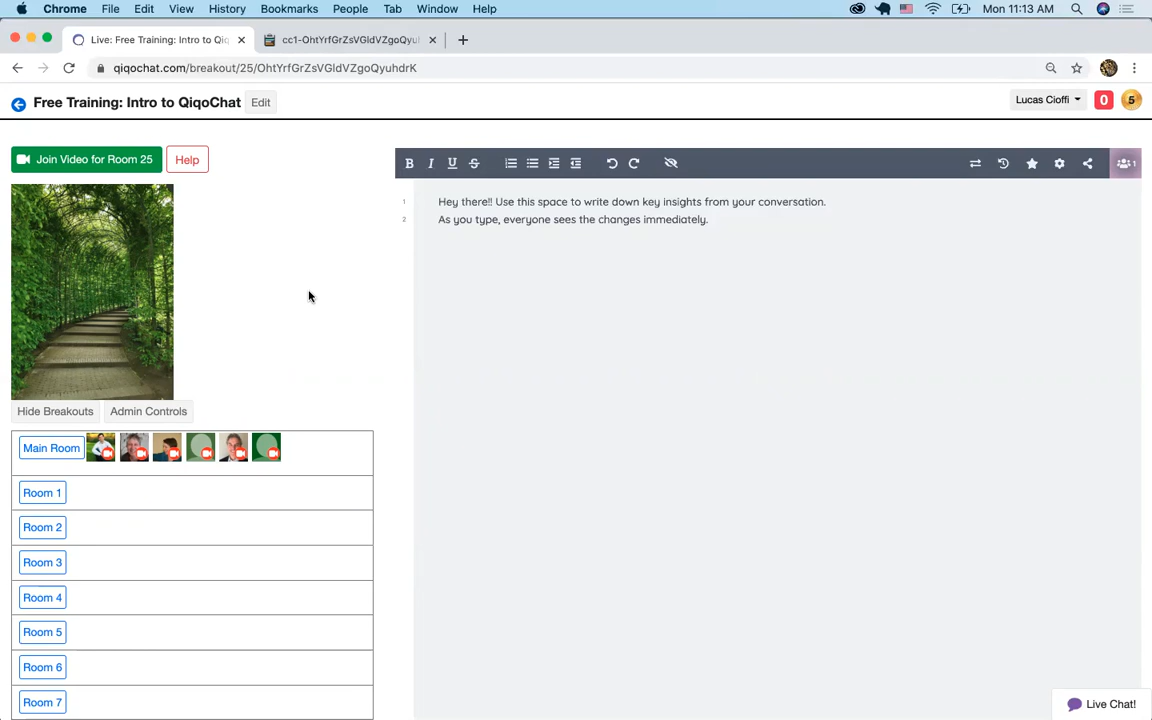 Chrome File Edit View History Bookmarks People Tab Window Help Mon 11:13 AM
Live: Free Training: Intro to Qiq
cc1-OhtYrfGrZsVGldVZgoQyu
qiqochat.com/breakout/25/OhtYrfGrZsVGldVZgoQyuhdrK
Free Training: Intro to QiqoChat Edit
Lucas Cioffi 0 5
Join Video for Room 25 Help
B I U S 1
1 Hey there!! Use this space to write down key insights from your conversation.
2 As you type, everyone sees the changes immediately.
Hide Breakouts Admin Controls
Main Room
Room 1
Room 2
Room 3
Room 4
Room 5
Room 6
Room 7
Live Chat!